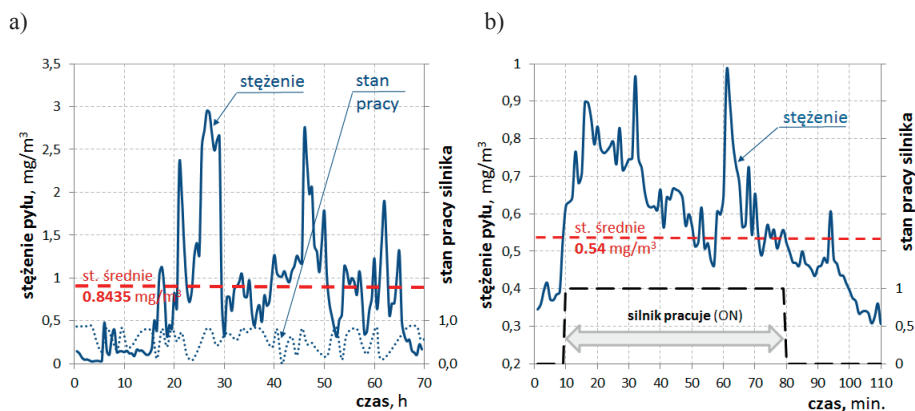 a)
stężenie pyłu, mg/m³
3,5
3
2,5
2
1,5
1
0,5
0
stężenie
stan
pracy
st. średnie
0.8435 mg/m³
1,0
0,0
stan pracy silnika
0 10 20 30 40 50 60 70
czas, h
b)
stężenie pyłu, mg/m³
1
0,9
0,8
0,7
0,6
0,5
0,4
0,3
0,2
stężenie
st. średnie
0.54 mg/m³
silnik pracuje (ON)
1
0,5
0
stan pracy silnika
0 10 20 30 40 50 60 70 80 90 100 110
czas, min.